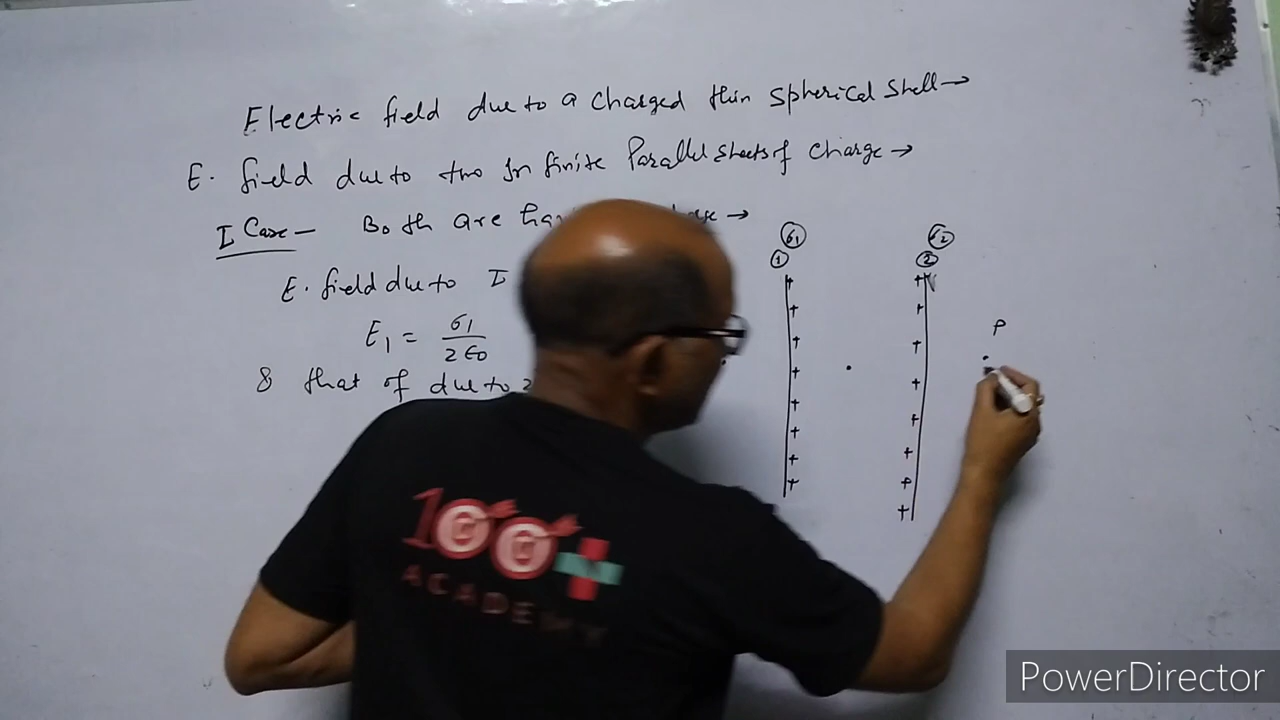 Electric field due to a charged thin spherical shell →
E. field due to two Infinite Parallel sheets of charge →
I Case — Both are →
σ1 σ2
1 2
E. field due to I
P
E1 = σ1/2ϵ0
& that of due to 2
100+
ACADEMY
PowerDirector